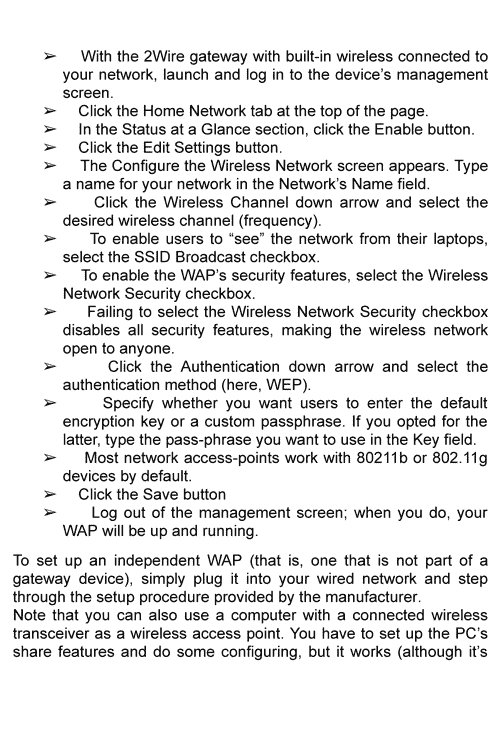 ➢ With the 2Wire gateway with built-in wireless connected to
your network, launch and log in to the device's management
screen.
➢ Click the Home Network tab at the top of the page.
➢ In the Status at a Glance section, click the Enable button.
➢ Click the Edit Settings button.
➢ The Configure the Wireless Network screen appears. Type
a name for your network in the Network's Name field.
➢ Click the Wireless Channel down arrow and select the
desired wireless channel (frequency).
➢ To enable users to “see” the network from their laptops,
select the SSID Broadcast checkbox.
➢ To enable the WAP's security features, select the Wireless
Network Security checkbox.
➢ Failing to select the Wireless Network Security checkbox
disables all security features, making the wireless network
open to anyone.
➢ Click the Authentication down arrow and select the
authentication method (here, WEP).
➢ Specify whether you want users to enter the default
encryption key or a custom passphrase. If you opted for the
latter, type the pass-phrase you want to use in the Key field.
➢ Most network access-points work with 80211b or 802.11g
devices by default.
➢ Click the Save button
➢ Log out of the management screen; when you do, your
WAP will be up and running.
To set up an independent WAP (that is, one that is not part of a
gateway device), simply plug it into your wired network and step
through the setup procedure provided by the manufacturer.
Note that you can also use a computer with a connected wireless
transceiver as a wireless access point. You have to set up the PC's
share features and do some configuring, but it works (although it's